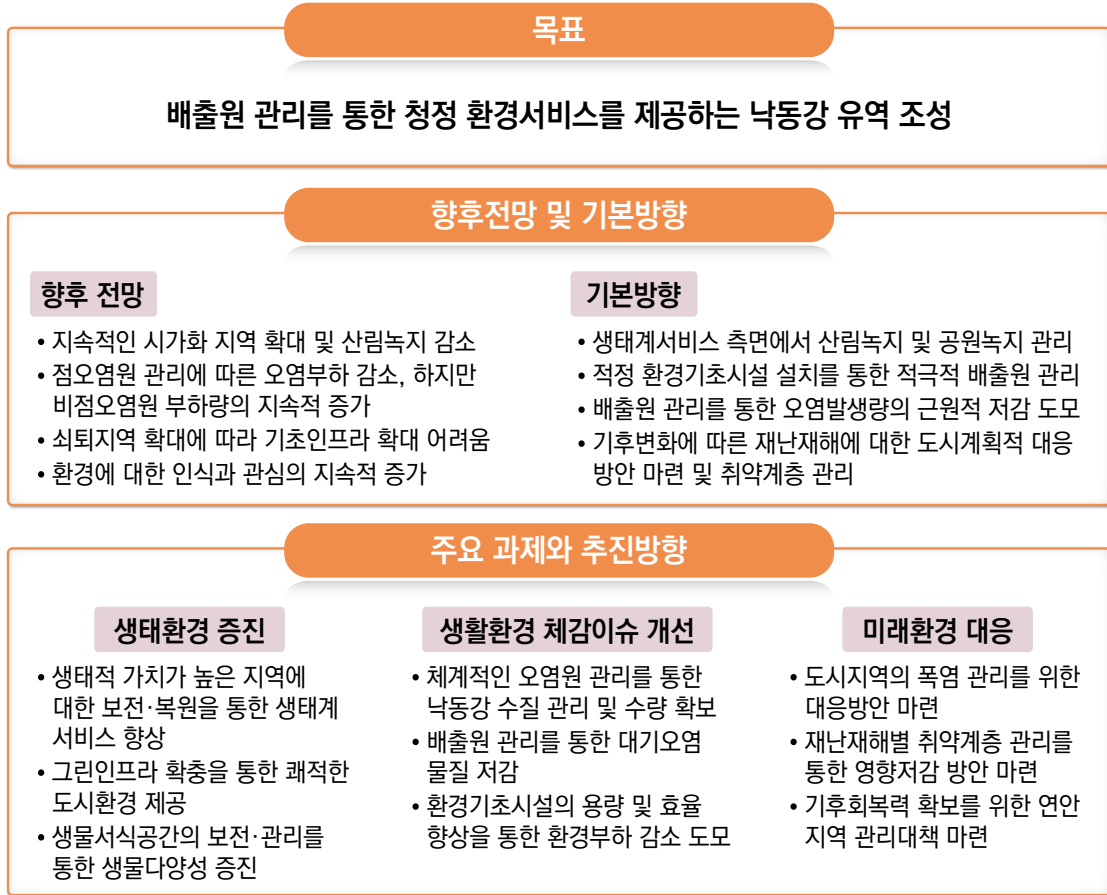 목표
배출원 관리를 통한 청정 환경서비스를 제공하는 낙동강 유역 조성
향후전망 및 기본방향
향후 전망
• 지속적인 시가화 지역 확대 및 산림녹지 감소
• 점오염원 관리에 따른 오염부하 감소, 하지만
비점오염원 부하량의 지속적 증가
• 쇠퇴지역 확대에 따라 기초인프라 확대 어려움
• 환경에 대한 인식과 관심의 지속적 증가
기본방향
• 생태계서비스 측면에서 산림녹지 및 공원녹지 관리
• 적정 환경기초시설 설치를 통한 적극적 배출원 관리
• 배출원 관리를 통한 오염발생량의 근원적 저감 도모
• 기후변화에 따른 재난재해에 대한 도시계획적 대응
방안 마련 및 취약계층 관리
주요 과제와 추진방향
생태환경 증진
• 생태적 가치가 높은 지역에
대한 보전·복원을 통한 생태계
서비스 향상
• 그린인프라 확충을 통한 쾌적한
도시환경 제공
• 생물서식공간의 보전·관리를
통한 생물다양성 증진
생활환경 체감이슈 개선
• 체계적인 오염원 관리를 통한
낙동강 수질 관리 및 수량 확보
• 배출원 관리를 통한 대기오염
물질 저감
• 환경기초시설의 용량 및 효율
향상을 통한 환경부하 감소 도모
미래환경 대응
• 도시지역의 폭염 관리를 위한
대응방안 마련
• 재난재해별 취약계층 관리를
통한 영향저감 방안 마련
• 기후회복력 확보를 위한 연안
지역 관리대책 마련